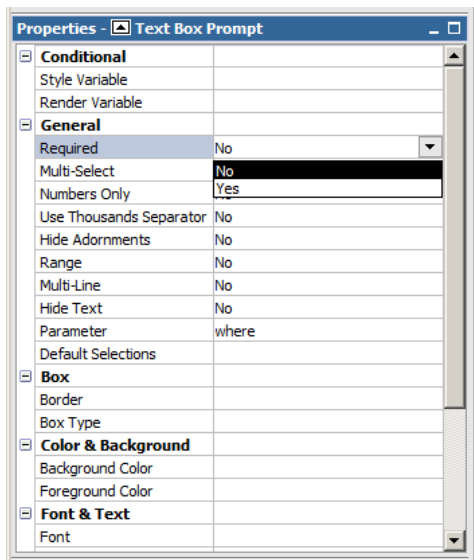 Properties - Text Box Prompt
Conditional
Style Variable
Render Variable
General
Required No
Multi-Select No
Numbers Only Yes
Use Thousands Separator No
Hide Adornments No
Range No
Multi-Line No
Hide Text No
Parameter where
Default Selections
Box
Border
Box Type
Color & Background
Background Color
Foreground Color
Font & Text
Font